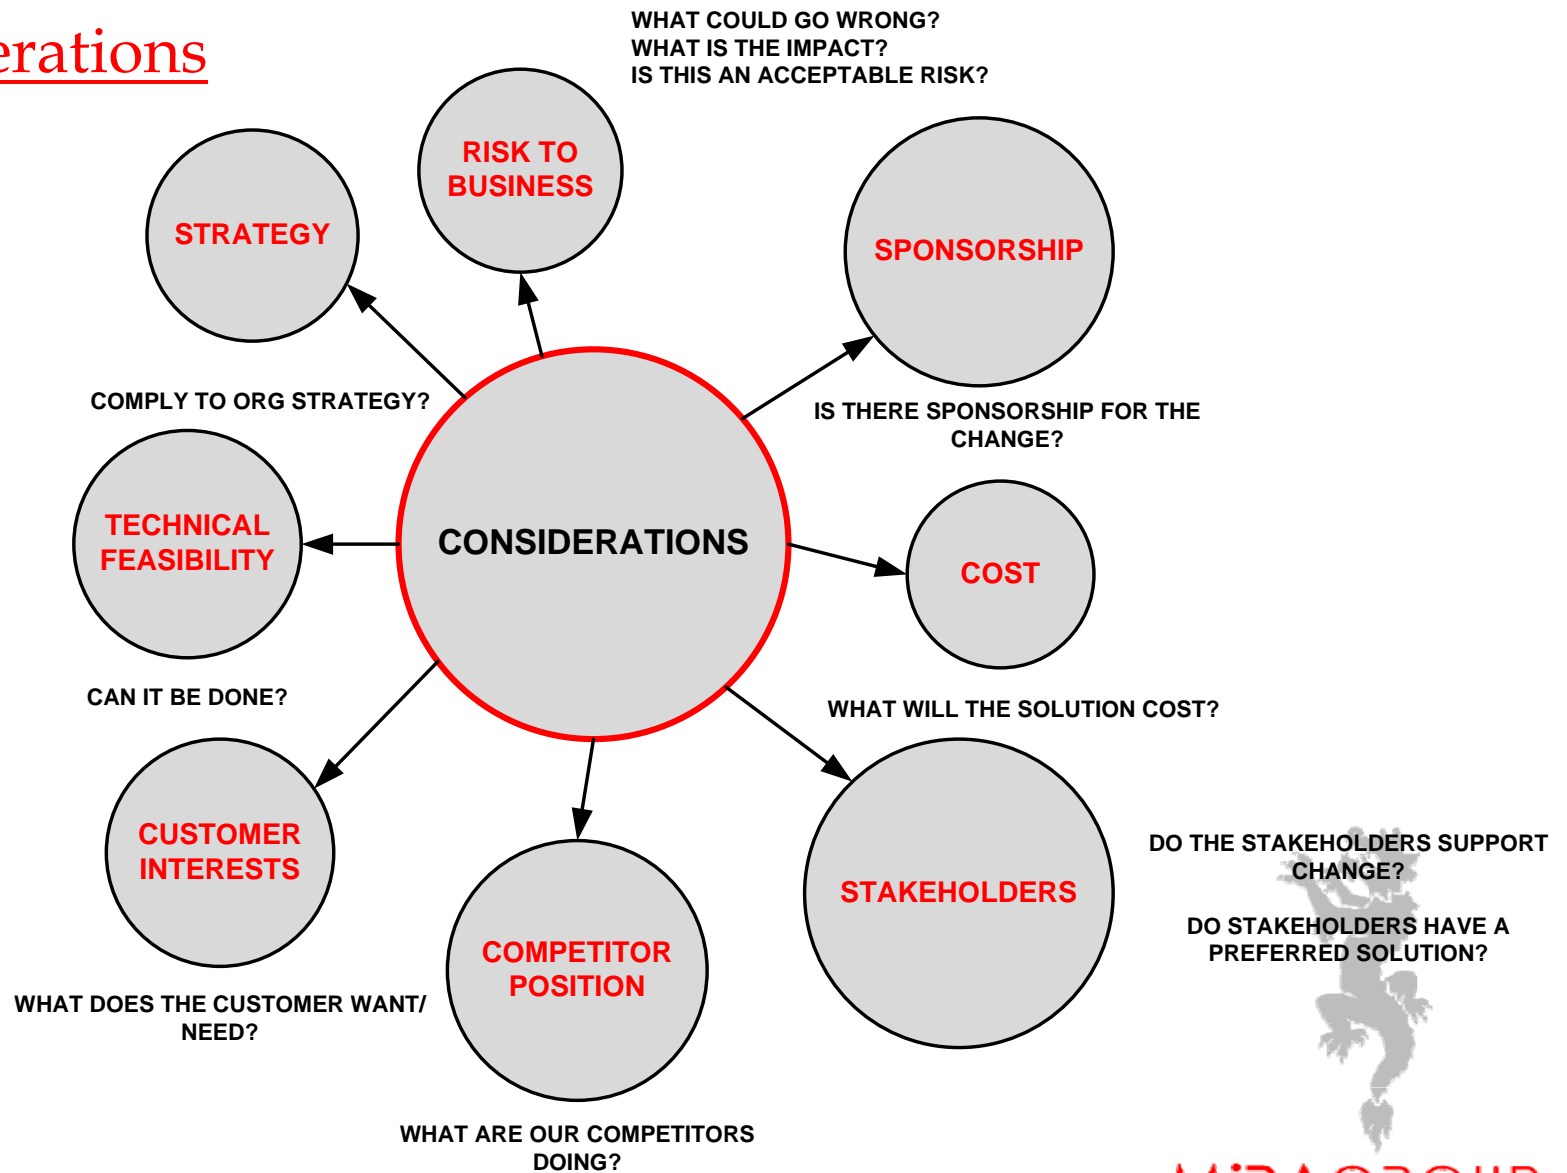 erations
WHAT COULD GO WRONG?
WHAT IS THE IMPACT?
IS THIS AN ACCEPTABLE RISK?
RISK TO
BUSINESS
STRATEGY
SPONSORSHIP
COMPLY TO ORG STRATEGY?
IS THERE SPONSORSHIP FOR THE
CHANGE?
TECHNICAL
FEASIBILITY
CONSIDERATIONS
COST
CAN IT BE DONE?
WHAT WILL THE SOLUTION COST?
CUSTOMER
INTERESTS
STAKEHOLDERS
DO THE STAKEHOLDERS SUPPORT
CHANGE?
DO STAKEHOLDERS HAVE A
PREFERRED SOLUTION?
COMPETITOR
POSITION
WHAT DOES THE CUSTOMER WANT/
NEED?
WHAT ARE OUR COMPETITORS
DOING?